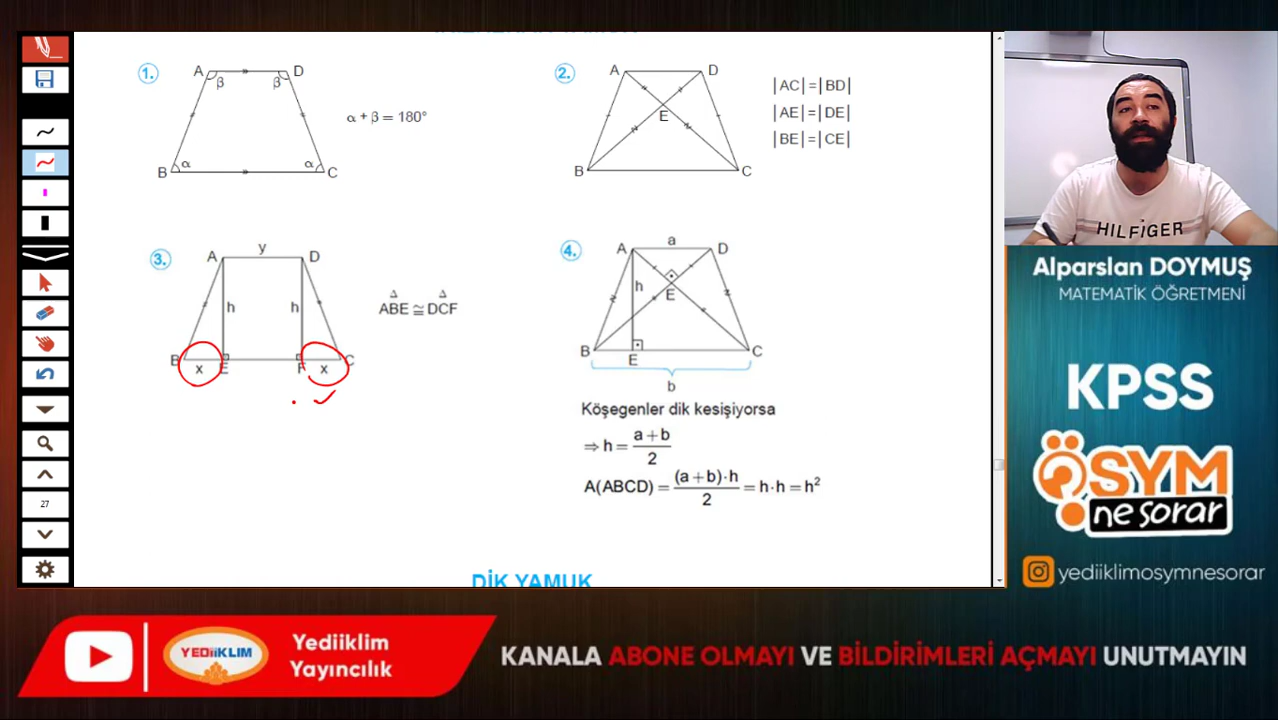 1.
A D
β β
α α
B C
α + β = 180°
2.
A D
E
B C
|AC|=|BD|
|AE|=|DE|
|BE|=|CE|
3.
y
A D
h h
B E F C
x x
ABE ≅ DCF
4.
a
A D
h
E
B E C
b
Köşegenler dik kesişiyorsa
⇒ h = (a+b)/2
A(ABCD) = ((a+b)·h)/2 = h·h = h²
DİK YAMUK
27
HILFIGER
Alparslan DOYMUŞ
MATEMATİK ÖĞRETMENİ
KPSS
ÖSYM
ne sorar
yediiklimosymnesorar
YEDİİKLİM
Yediiklim
Yayıncılık
KANALA ABONE OLMAYI VE BİLDİRİMLERİ AÇMAYI UNUTMAYIN